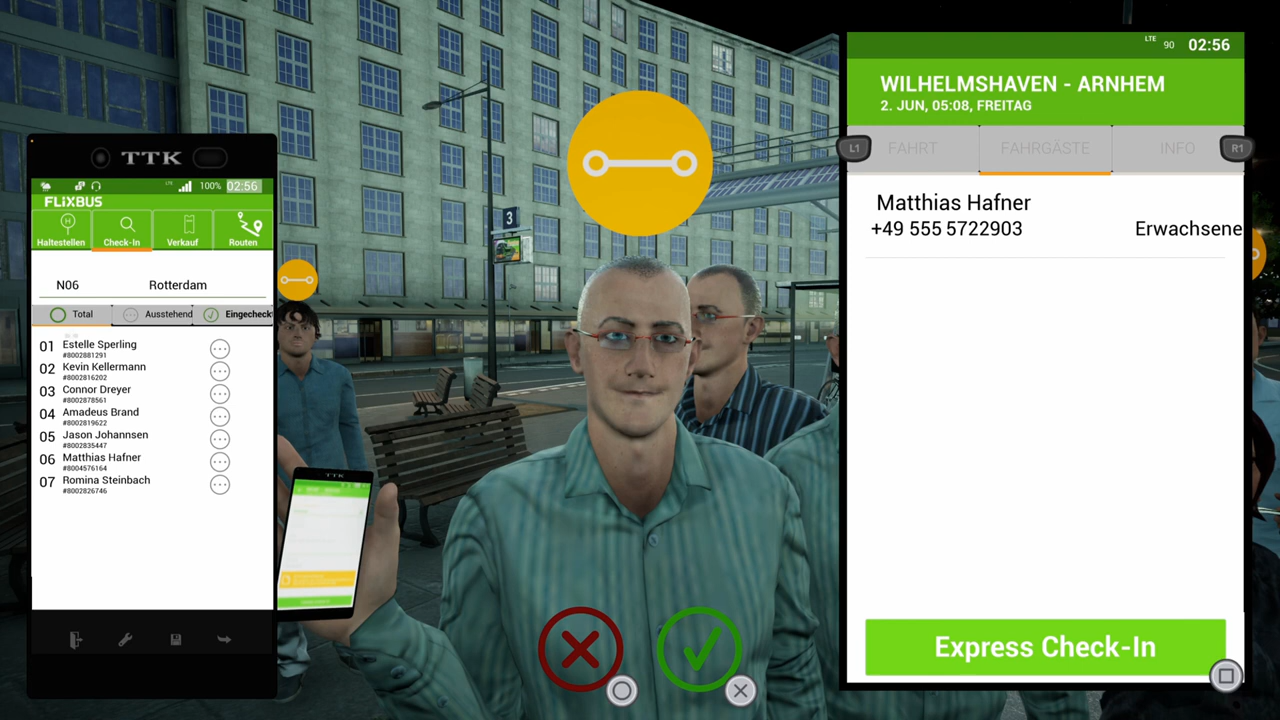 TTK
100% 02:56
FLiXBUS
Haltestellen Check-In Verkauf Routen
N06 Rotterdam
Total Ausstehend Eingecheckt
01 Estelle Sperling
#8002881291
02 Kevin Kellermann
#8002816202
03 Connor Dreyer
#8002878561
04 Amadeus Brand
#8002819622
05 Jason Johannsen
#8002835447
06 Matthias Hafner
#8004576164
07 Romina Steinbach
#8002826746
3
TTK
LTE 90 02:56
WILHELMSHAVEN - ARNHEM
2. JUN, 05:08, FREITAG
L1 FAHRT FAHRGÄSTE INFO R1
Matthias Hafner
+49 555 5722903 Erwachsene
Express Check-In